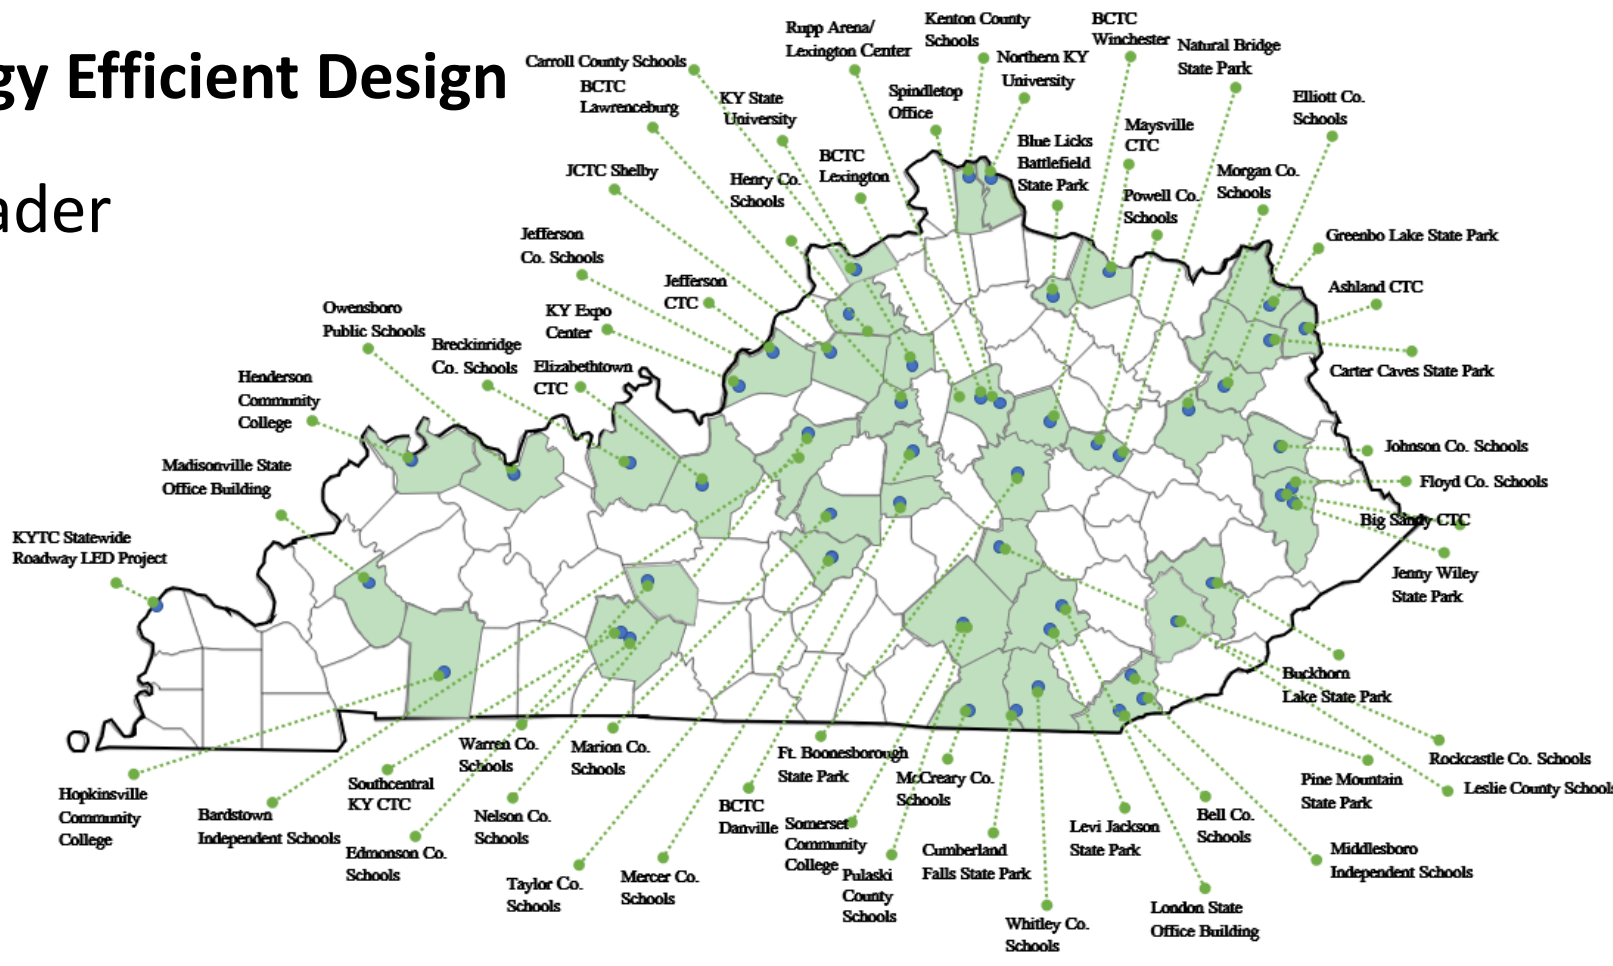 gy Efficient Design
ader
Rupp Arena/
Lexington Center
Kenton County
Schools
BCTC
Winchester
Natural Bridge
State Park
Carroll County Schools
BCTC
Lawrenceburg
KY State
University
Spindletop
Office
Northern KY
University
Elliott Co.
Schools
JCTC Shelby
Henry Co.
Schools
BCTC
Lexington
Blue Licks
Battlefield
State Park
Maysville
CTC
Powell Co.
Schools
Morgan Co.
Schools
Greenbo Lake State Park
Jefferson
Co. Schools
Jefferson
CTC
Ashland CTC
Owensboro
Public Schools
KY Expo
Center
Breckinridge
Co. Schools
Elizabethtown
CTC
Carter Caves State Park
Henderson
Community
College
Johnson Co. Schools
Madisonville State
Office Building
Floyd Co. Schools
Big Sandy CTC
KYTC Statewide
Roadway LED Project
Jenny Wiley
State Park
Buckhorn
Lake State Park
Warren Co.
Schools
Marion Co.
Schools
Ft. Boonesborough
State Park
McCreary Co.
Schools
Rockcastle Co. Schools
Pine Mountain
State Park
Leslie County Schools
Hopkinsville
Community
College
Southcentral
KY CTC
Bardstown
Independent Schools
Nelson Co.
Schools
BCTC
Danville
Somerset
Community
College
Levi Jackson
State Park
Bell Co.
Schools
Edmonson Co.
Schools
Cumberland
Falls State Park
Middlesboro
Independent Schools
Taylor Co.
Schools
Mercer Co.
Schools
Pulaski
County
Schools
Whitley Co.
Schools
London State
Office Building